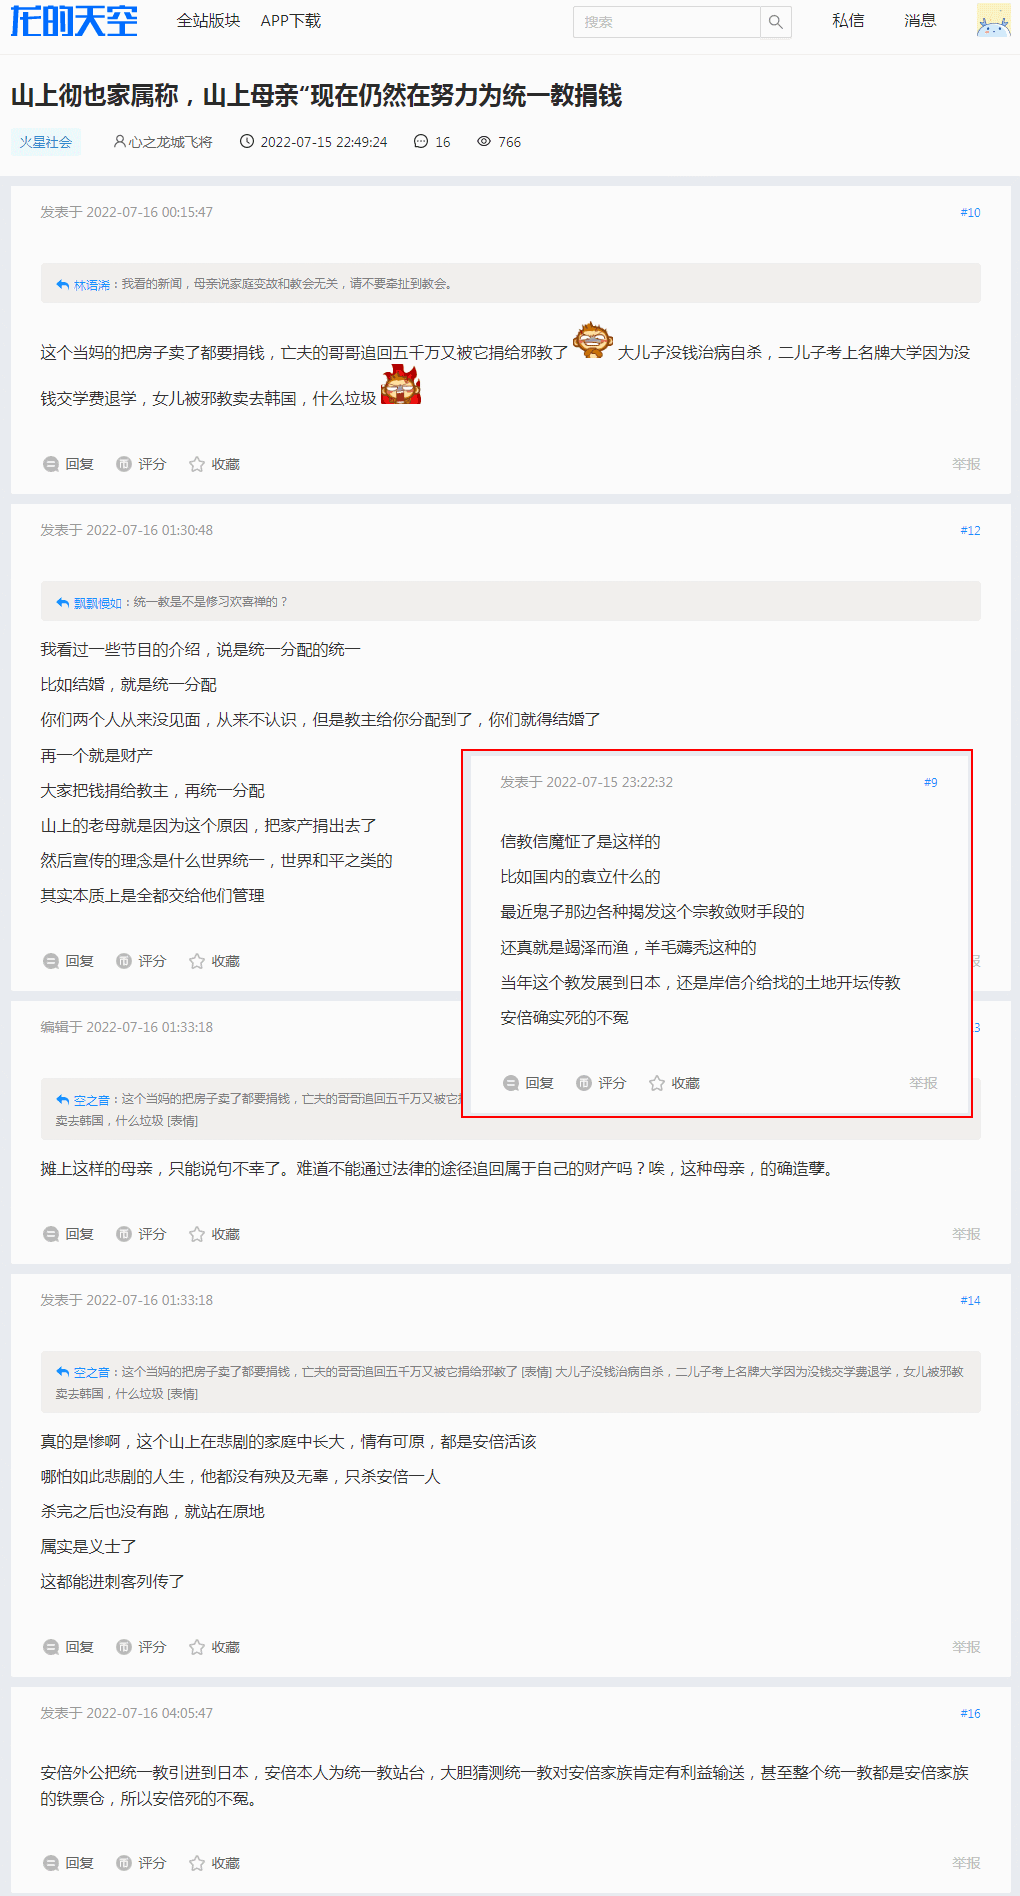 龙的天空
全站版块 APP下载
搜索
私信 消息
山上彻也家属称，山上母亲“现在仍然在努力为统一教捐钱
火星社会 心之龙城飞将 2022-07-15 22:49:24 16 766
发表于 2022-07-16 00:15:47 #10
林语浠：我看的新闻，母亲说家庭变故和教会无关，请不要牵扯到教会。
这个当妈的把房子卖了都要捐钱，亡夫的哥哥追回五千万又被它捐给邪教了 大儿子没钱治病自杀，二儿子考上名牌大学因为没
钱交学费退学，女儿被邪教卖去韩国，什么垃圾
回复 评分 收藏 举报
发表于 2022-07-16 01:30:48 #12
飘飘慢如：统一教是不是修习欢喜禅的？
我看过一些节目的介绍，说是统一分配的统一
比如结婚，就是统一分配
你们两个人从来没见面，从来不认识，但是教主给你分配到了，你们就得结婚了
再一个就是财产
大家把钱捐给教主，再统一分配
山上的老母就是因为这个原因，把家产捐出去了
然后宣传的理念是什么世界统一，世界和平之类的
其实本质上是全都交给他们管理
回复 评分 收藏 报
发表于 2022-07-15 23:22:32 #9
信教信魔怔了是这样的
比如国内的袁立什么的
最近鬼子那边各种揭发这个宗教敛财手段的
还真就是竭泽而渔，羊毛薅秃这种的
当年这个教发展到日本，还是岸信介给找的土地开坛传教
安倍确实死的不冤
回复 评分 收藏 举报
编辑于 2022-07-16 01:33:18 3
空之音：这个当妈的把房子卖了都要捐钱，亡夫的哥哥追回五千万又被它
卖去韩国，什么垃圾 [表情]
摊上这样的母亲，只能说句不幸了。难道不能通过法律的途径追回属于自己的财产吗？唉，这种母亲，的确造孽。
回复 评分 收藏 举报
发表于 2022-07-16 01:33:18 #14
空之音：这个当妈的把房子卖了都要捐钱，亡夫的哥哥追回五千万又被它捐给邪教了 [表情] 大儿子没钱治病自杀，二儿子考上名牌大学因为没钱交学费退学，女儿被邪教
卖去韩国，什么垃圾 [表情]
真的是惨啊，这个山上在悲剧的家庭中长大，情有可原，都是安倍活该
哪怕如此悲剧的人生，他都没有殃及无辜，只杀安倍一人
杀完之后也没有跑，就站在原地
属实是义士了
这都能进刺客列传了
回复 评分 收藏 举报
发表于 2022-07-16 04:05:47 #16
安倍外公把统一教引进到日本，安倍本人为统一教站台，大胆猜测统一教对安倍家族肯定有利益输送，甚至整个统一教都是安倍家族
的铁票仓，所以安倍死的不冤。
回复 评分 收藏 举报